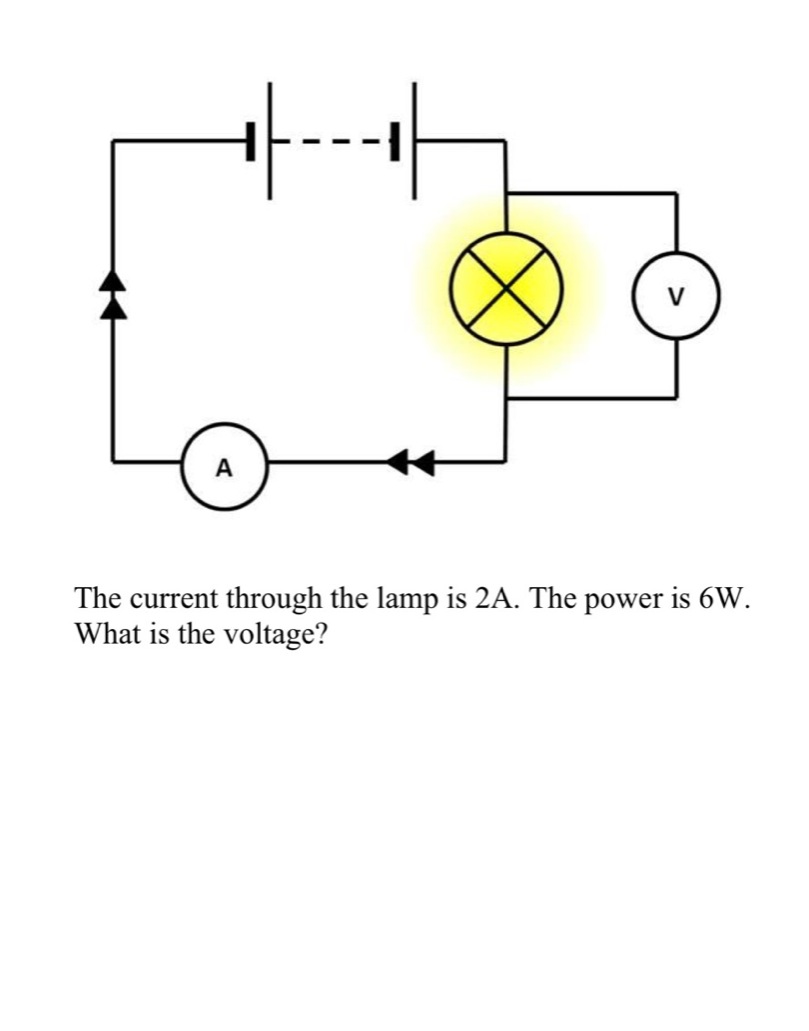 V
A
The current through the lamp is 2A. The power is 6W.
What is the voltage?